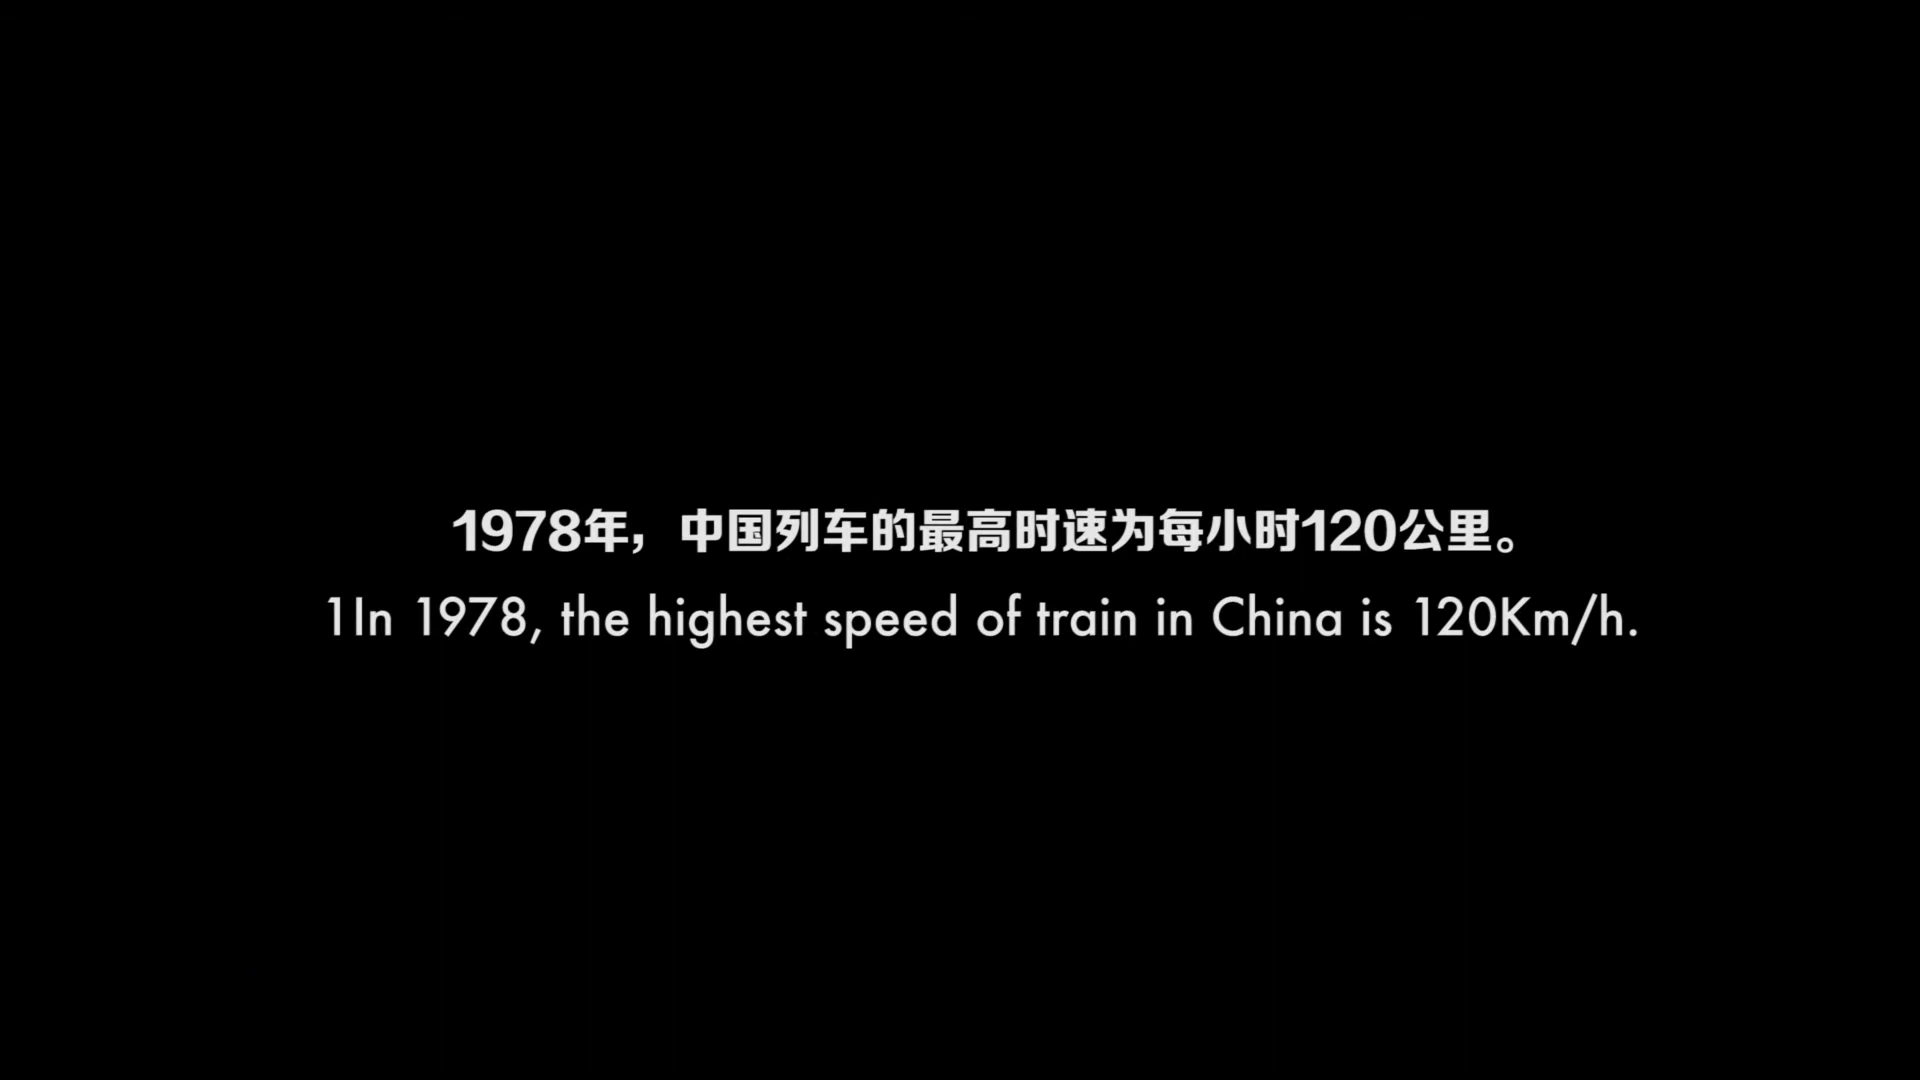 1978年，中国列车的最高时速为每小时120公里。
1In 1978, the highest speed of train in China is 120Km/h.